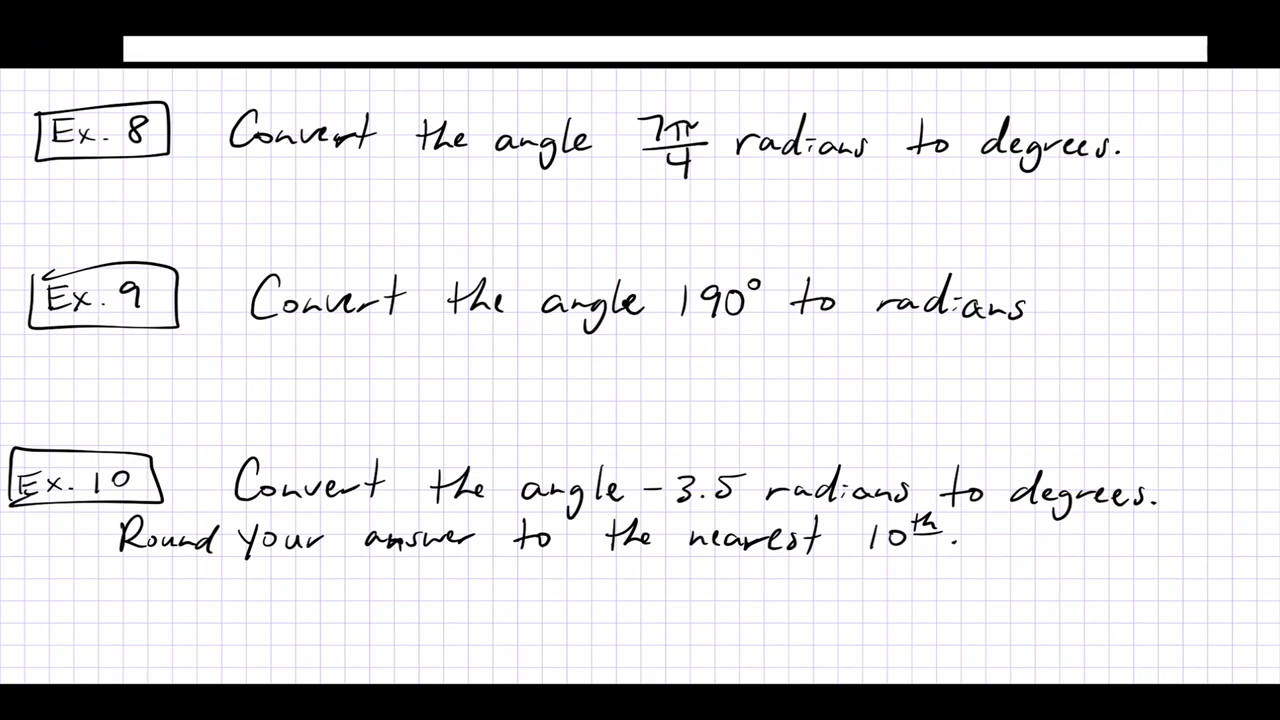 Ex. 8 Convert the angle 7π/4 radians to degrees.
Ex. 9 Convert the angle 190° to radians
Ex. 10 Convert the angle -3.5 radians to degrees.
Round your answer to the nearest 10th.